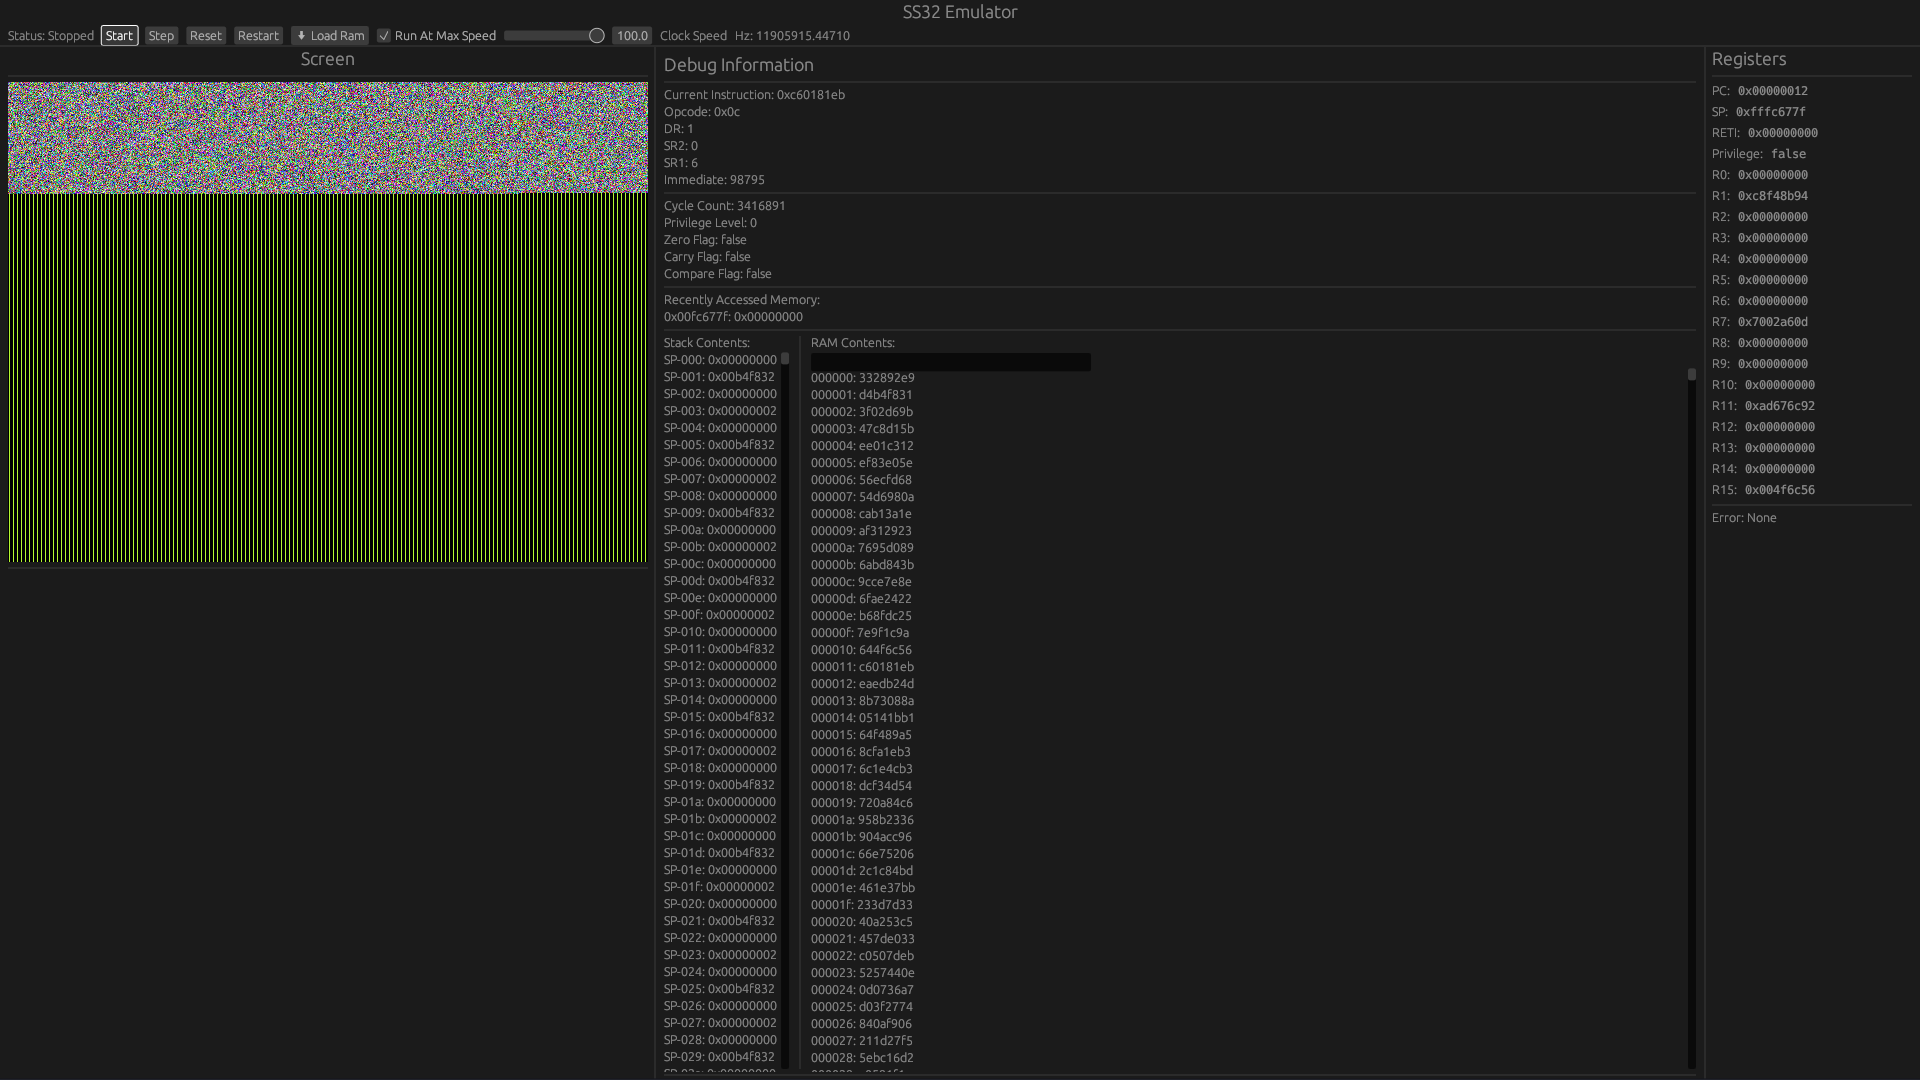 SS32 Emulator
Status: Stopped Start Step Reset Restart ⬇ Load Ram ✓ Run At Max Speed 100.0 Clock Speed Hz: 11905915.44710
Screen
Debug Information
Current Instruction: 0xc60181eb
Opcode: 0x0c
DR: 1
SR2: 0
SR1: 6
Immediate: 98795
Cycle Count: 3416891
Privilege Level: 0
Zero Flag: false
Carry Flag: false
Compare Flag: false
Recently Accessed Memory:
0x00fc677f: 0x00000000
Stack Contents:
SP-000: 0x00000000
SP-001: 0x00b4f832
SP-002: 0x00000000
SP-003: 0x00000002
SP-004: 0x00000000
SP-005: 0x00b4f832
SP-006: 0x00000000
SP-007: 0x00000002
SP-008: 0x00000000
SP-009: 0x00b4f832
SP-00a: 0x00000000
SP-00b: 0x00000002
SP-00c: 0x00000000
SP-00d: 0x00b4f832
SP-00e: 0x00000000
SP-00f: 0x00000002
SP-010: 0x00000000
SP-011: 0x00b4f832
SP-012: 0x00000000
SP-013: 0x00000002
SP-014: 0x00000000
SP-015: 0x00b4f832
SP-016: 0x00000000
SP-017: 0x00000002
SP-018: 0x00000000
SP-019: 0x00b4f832
SP-01a: 0x00000000
SP-01b: 0x00000002
SP-01c: 0x00000000
SP-01d: 0x00b4f832
SP-01e: 0x00000000
SP-01f: 0x00000002
SP-020: 0x00000000
SP-021: 0x00b4f832
SP-022: 0x00000000
SP-023: 0x00000002
SP-024: 0x00000000
SP-025: 0x00b4f832
SP-026: 0x00000000
SP-027: 0x00000002
SP-028: 0x00000000
SP-029: 0x00b4f832
RAM Contents:
000000: 332892e9
000001: d4b4f831
000002: 3f02d69b
000003: 47c8d15b
000004: ee01c312
000005: ef83e05e
000006: 56ecfd68
000007: 54d6980a
000008: cab13a1e
000009: af312923
00000a: 7695d089
00000b: 6abd843b
00000c: 9cce7e8e
00000d: 6fae2422
00000e: b68fdc25
00000f: 7e9f1c9a
000010: 644f6c56
000011: c60181eb
000012: eaedb24d
000013: 8b73088a
000014: 05141bb1
000015: 64f489a5
000016: 8cfa1eb3
000017: 6c1e4cb3
000018: dcf34d54
000019: 720a84c6
00001a: 958b2336
00001b: 904acc96
00001c: 66e75206
00001d: 2c1c84bd
00001e: 461e37bb
00001f: 233d7d33
000020: 40a253c5
000021: 457de033
000022: c0507deb
000023: 5257440e
000024: 0d0736a7
000025: d03f2774
000026: 840af906
000027: 211d27f5
000028: 5ebc16d2
Registers
PC: 0x00000012
SP: 0xfffc677f
RETI: 0x00000000
Privilege: false
R0: 0x00000000
R1: 0xc8f48b94
R2: 0x00000000
R3: 0x00000000
R4: 0x00000000
R5: 0x00000000
R6: 0x00000000
R7: 0x7002a60d
R8: 0x00000000
R9: 0x00000000
R10: 0x00000000
R11: 0xad676c92
R12: 0x00000000
R13: 0x00000000
R14: 0x00000000
R15: 0x004f6c56
Error: None